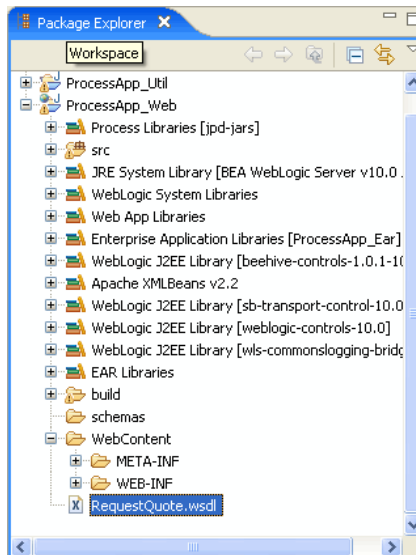 Package Explorer
Workspace
ProcessApp_Util
ProcessApp_Web
Process Libraries [jpd-jars]
src
JRE System Library [BEA WebLogic Server v10.0 .
WebLogic System Libraries
Web App Libraries
Enterprise Application Libraries [ProcessApp_Ear]
WebLogic J2EE Library [beehive-controls-1.0.1-10
Apache XMLBeans v2.2
WebLogic J2EE Library [sb-transport-control-10.0
WebLogic J2EE Library [weblogic-controls-10.0]
WebLogic J2EE Library [wls-commonslogging-bridg
EAR Libraries
build
schemas
WebContent
META-INF
WEB-INF
RequestQuote.wsdl